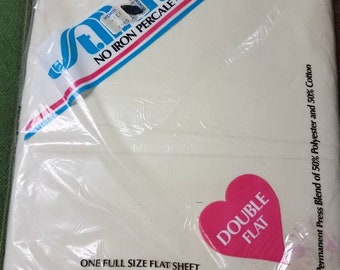 NO IRON PERCALE
DOUBLE
FLAT
Permanent Press Blend of 50% Polyester and 50% Cotton
ONE FULL SIZE FLAT SHEET